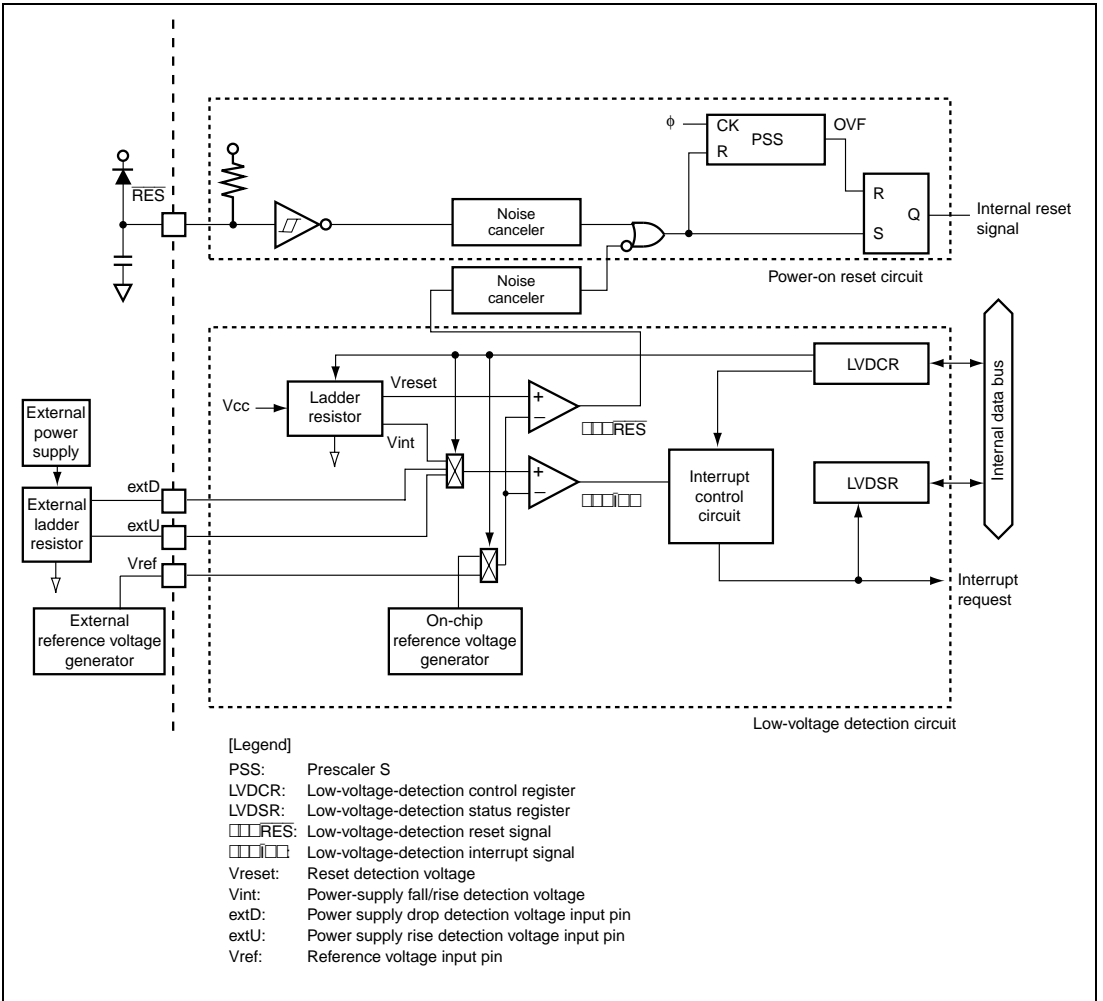 φ
CK
PSS
R
OVF
RES
R
Q
S
Internal reset
signal
Noise
canceler
Power-on reset circuit
Noise
canceler
LVDCR
Internal data bus
Vreset
Vcc
Ladder
resistor
Vint
+
−
RES
External
power
supply
+
−
Interrupt
control
circuit
LVDSR
extD
External
ladder
resistor
extU
Vref
Interrupt
request
External
reference voltage
generator
On-chip
reference voltage
generator
Low-voltage detection circuit
[Legend]
PSS: Prescaler S
LVDCR: Low-voltage-detection control register
LVDSR: Low-voltage-detection status register
RES: Low-voltage-detection reset signal
Low-voltage-detection interrupt signal
Vreset: Reset detection voltage
Vint: Power-supply fall/rise detection voltage
extD: Power supply drop detection voltage input pin
extU: Power supply rise detection voltage input pin
Vref: Reference voltage input pin